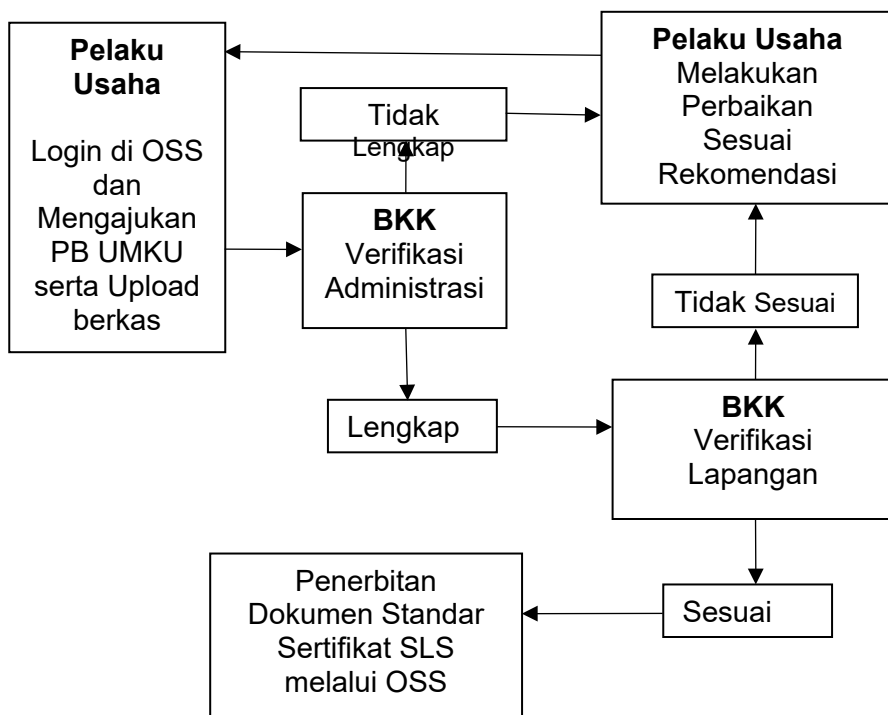 Pelaku
Usaha
Login di OSS
dan
Mengajukan
PB UMKU
serta Upload
berkas
Tidak
Lengkap
Pelaku Usaha
Melakukan
Perbaikan
Sesuai
Rekomendasi
BKK
Verifikasi
Administrasi
Tidak Sesuai
Lengkap
BKK
Verifikasi
Lapangan
Penerbitan
Dokumen Standar
Sertifikat SLS
melalui OSS
Sesuai